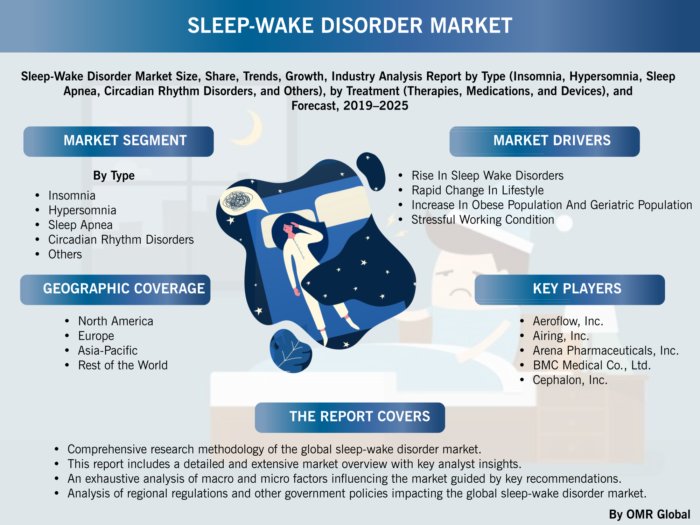 SLEEP-WAKE DISORDER MARKET
Sleep-Wake Disorder Market Size, Share, Trends, Growth, Industry Analysis Report by Type (Insomnia, Hypersomnia, Sleep
Apnea, Circadian Rhythm Disorders, and Others), by Treatment (Therapies, Medications, and Devices), and
Forecast, 2019–2025
MARKET SEGMENT
By Type
• Insomnia
• Hypersomnia
• Sleep Apnea
• Circadian Rhythm Disorders
• Others
MARKET DRIVERS
• Rise In Sleep Wake Disorders
• Rapid Change In Lifestyle
• Increase In Obese Population And Geriatric Population
• Stressful Working Condition
GEOGRAPHIC COVERAGE
• North America
• Europe
• Asia-Pacific
• Rest of the World
KEY PLAYERS
• Aeroflow, Inc.
• Airing, Inc.
• Arena Pharmaceuticals, Inc.
• BMC Medical Co., Ltd.
• Cephalon, Inc.
THE REPORT COVERS
• Comprehensive research methodology of the global sleep-wake disorder market.
• This report includes a detailed and extensive market overview with key analyst insights.
• An exhaustive analysis of macro and micro factors influencing the market guided by key recommendations.
• Analysis of regional regulations and other government policies impacting the global sleep-wake disorder market.
By OMR Global